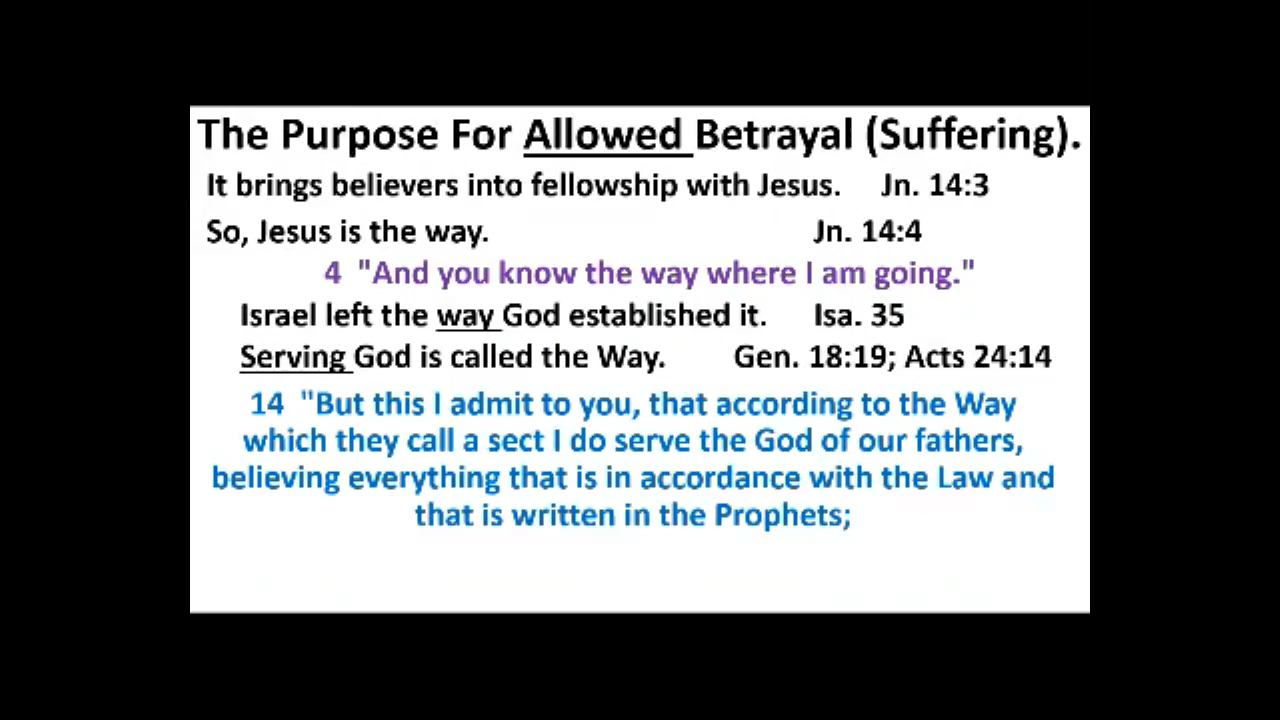 The Purpose For Allowed Betrayal (Suffering).
It brings believers into fellowship with Jesus. Jn. 14:3
So, Jesus is the way. Jn. 14:4
4 "And you know the way where I am going."
Israel left the way God established it. Isa. 35
Serving God is called the Way. Gen. 18:19; Acts 24:14
14 "But this I admit to you, that according to the Way
which they call a sect I do serve the God of our fathers,
believing everything that is in accordance with the Law and
that is written in the Prophets;